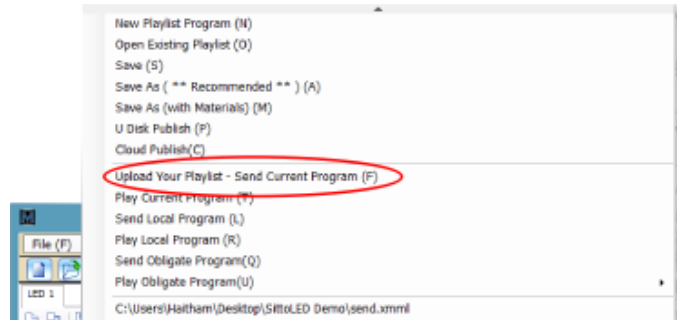 New Playlist Program (N)
Open Existing Playlist (O)
Save (S)
Save As ( ** Recommended ** ) (A)
Save As (with Materials) (M)
U Disk Publish (P)
Cloud Publish(C)
Upload Your Playlist - Send Current Program (F)
Play Current Program (T)
Send Local Program (L)
Play Local Program (R)
Send Obligate Program(Q)
Play Obligate Program(U)
C:\Users\Haitham\Desktop\SittoLED Demo\send.xmml
M
File (F)
LED 1